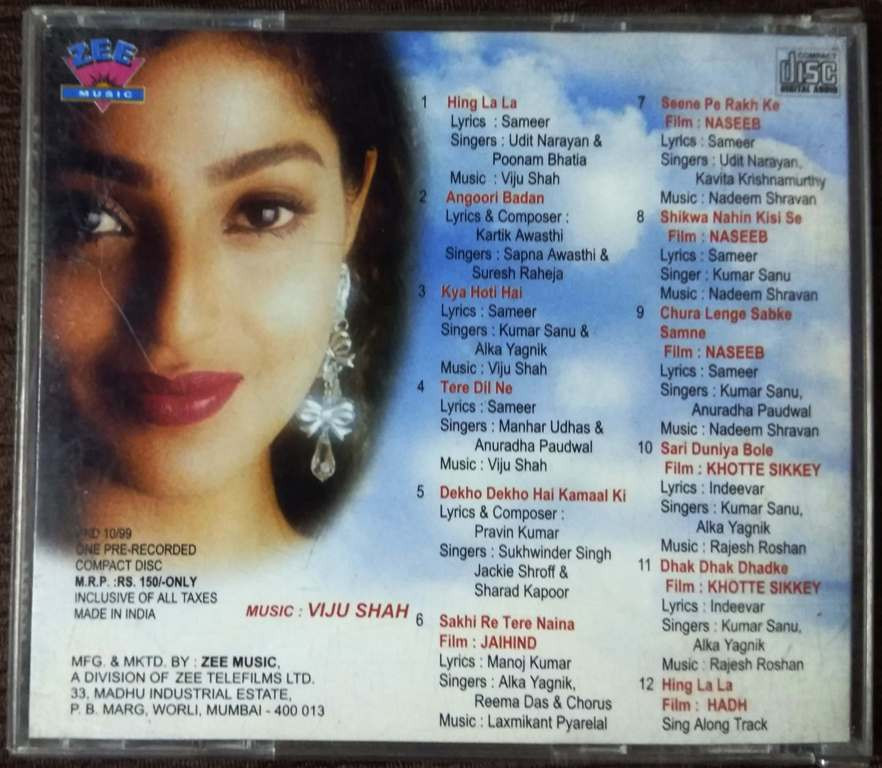 ZEE
MUSIC
COMPACT
disc
DIGITAL AUDIO
1 Hing La La
Lyrics : Sameer
Singers : Udit Narayan &
Poonam Bhatia
Music : Viju Shah
2 Angoori Badan
Lyrics & Composer :
Kartik Awasthi
Singers : Sapna Awasthi &
Suresh Raheja
3 Kya Hoti Hai
Lyrics : Sameer
Singers : Kumar Sanu &
Alka Yagnik
Music : Viju Shah
4 Tere Dil Ne
Lyrics : Sameer
Singers : Manhar Udhas &
Anuradha Paudwal
Music : Viju Shah
5 Dekho Dekho Hai Kamaal Ki
Lyrics & Composer :
Pravin Kumar
Singers : Sukhwinder Singh
Jackie Shroff &
Sharad Kapoor
6 Sakhi Re Tere Naina
Film : JAIHIND
Lyrics : Manoj Kumar
Singers : Alka Yagnik,
Reema Das & Chorus
Music : Laxmikant Pyarelal
7 Seene Pe Rakh Ke
Film : NASEEB
Lyrics : Sameer
Singers : Udit Narayan,
Kavita Krishnamurthy
Music : Nadeem Shravan
8 Shikwa Nahin Kisi Se
Film : NASEEB
Lyrics : Sameer
Singer : Kumar Sanu
Music : Nadeem Shravan
9 Chura Lenge Sabke
Samne
Film : NASEEB
Lyrics : Sameer
Singers : Kumar Sanu,
Anuradha Paudwal
Music : Nadeem Shravan
10 Sari Duniya Bole
Film : KHOTTE SIKKEY
Lyrics : Indeevar
Singers : Kumar Sanu,
Alka Yagnik
Music : Rajesh Roshan
11 Dhak Dhak Dhadke
Film : KHOTTE SIKKEY
Lyrics : Indeevar
Singers : Kumar Sanu,
Alka Yagnik
Music : Rajesh Roshan
12 Hing La La
Film : HADH
Sing Along Track
10/99
ONE PRE-RECORDED
COMPACT DISC
M.R.P. :RS. 150/-ONLY
INCLUSIVE OF ALL TAXES
MADE IN INDIA
MUSIC : VIJU SHAH
MFG. & MKTD. BY : ZEE MUSIC,
A DIVISION OF ZEE TELEFILMS LTD.
33, MADHU INDUSTRIAL ESTATE,
P. B. MARG, WORLI, MUMBAI - 400 013